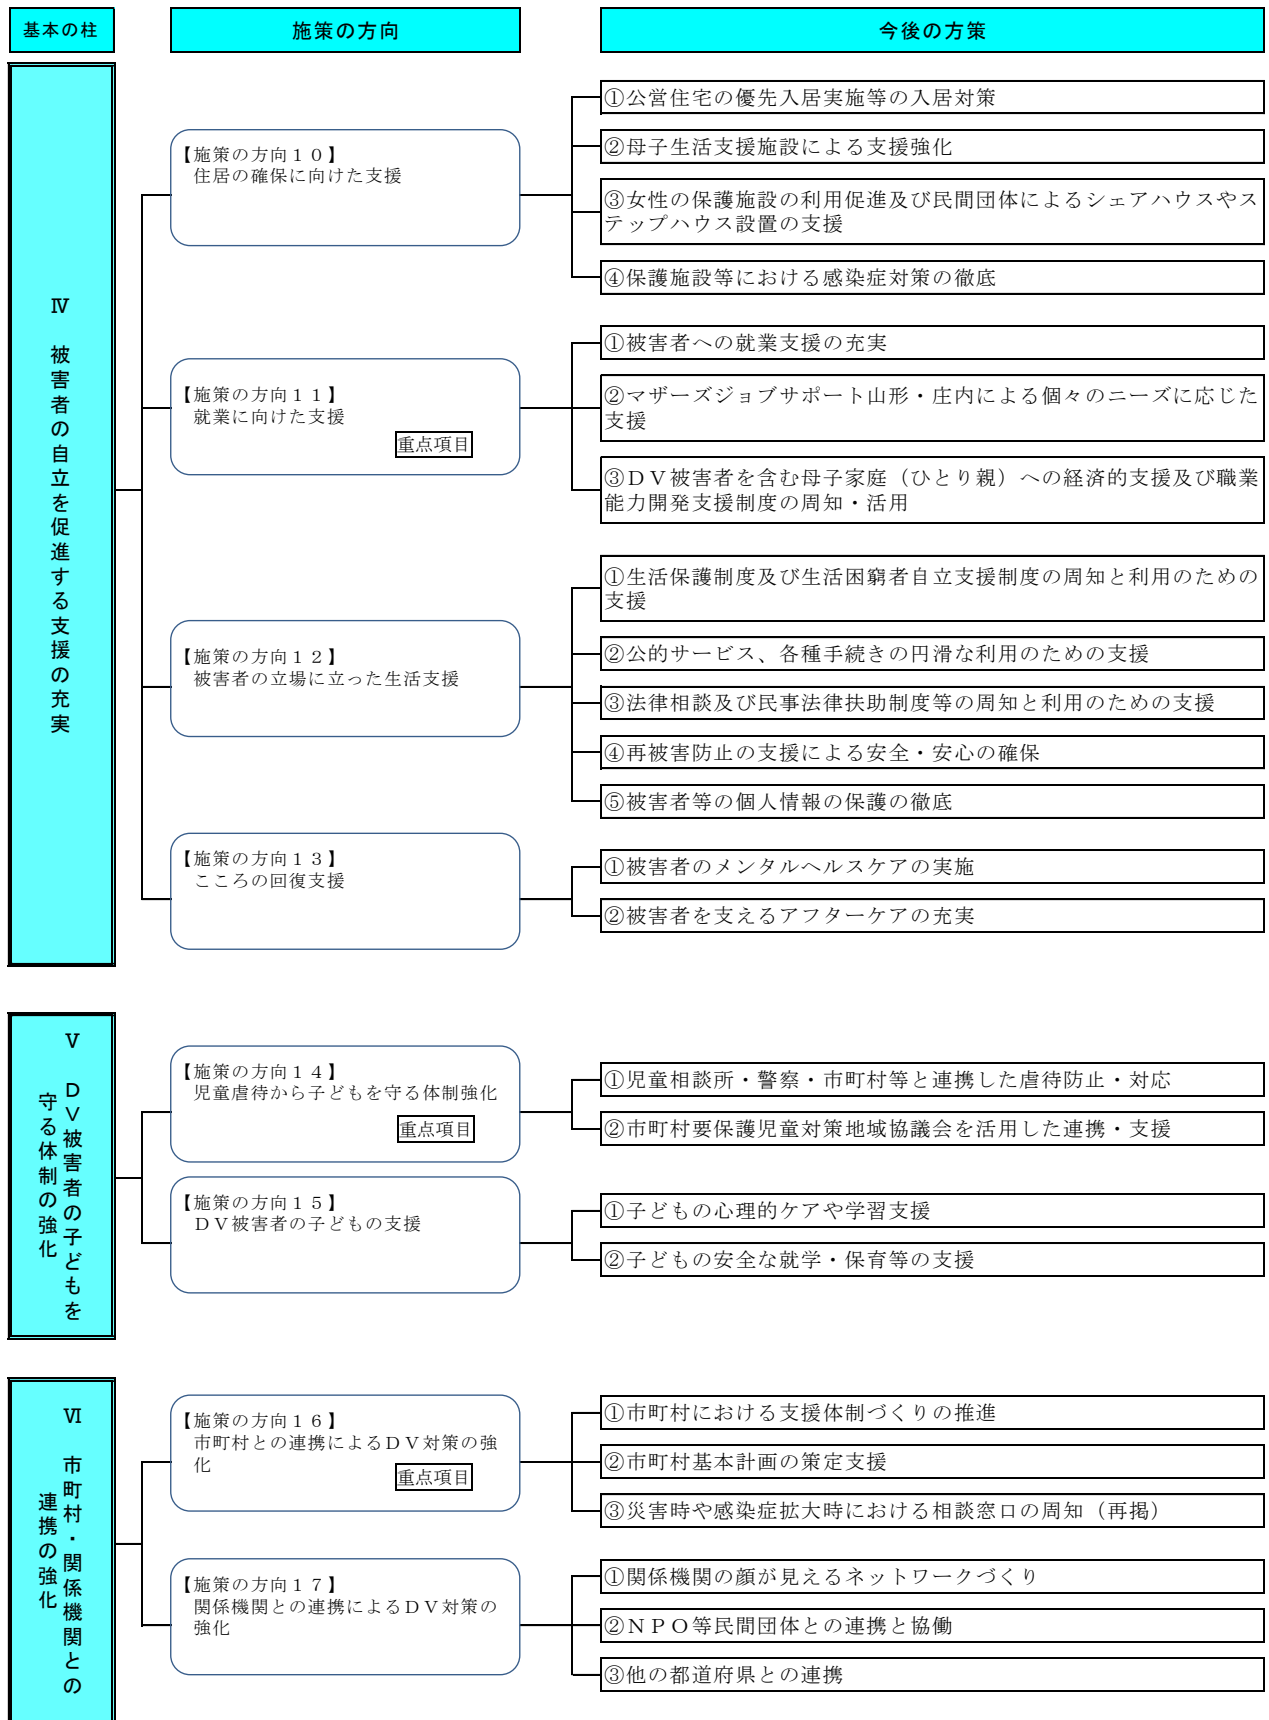 基本の柱
施策の方向
今後の方策
Ⅳ　被害者の自立を促進する支援の充実
【施策の方向１０】
住居の確保に向けた支援
①公営住宅の優先入居実施等の入居対策
②母子生活支援施設による支援強化
③女性の保護施設の利用促進及び民間団体によるシェアハウスやス
テップハウス設置の支援
④保護施設等における感染症対策の徹底
【施策の方向１１】
就業に向けた支援
重点項目
①被害者への就業支援の充実
②マザーズジョブサポート山形・庄内による個々のニーズに応じた
支援
③ＤＶ被害者を含む母子家庭（ひとり親）への経済的支援及び職業
能力開発支援制度の周知・活用
【施策の方向１２】
被害者の立場に立った生活支援
①生活保護制度及び生活困窮者自立支援制度の周知と利用のための
支援
②公的サービス、各種手続きの円滑な利用のための支援
③法律相談及び民事法律扶助制度等の周知と利用のための支援
④再被害防止の支援による安全・安心の確保
⑤被害者等の個人情報の保護の徹底
【施策の方向１３】
こころの回復支援
①被害者のメンタルヘルスケアの実施
②被害者を支えるアフターケアの充実
Ⅴ　ＤＶ被害者の子どもを
守る体制の強化
【施策の方向１４】
児童虐待から子どもを守る体制強化
重点項目
①児童相談所・警察・市町村等と連携した虐待防止・対応
②市町村要保護児童対策地域協議会を活用した連携・支援
【施策の方向１５】
ＤＶ被害者の子どもの支援
①子どもの心理的ケアや学習支援
②子どもの安全な就学・保育等の支援
Ⅵ　市町村・関係機関との
連携の強化
【施策の方向１６】
市町村との連携によるＤＶ対策の強
化
重点項目
①市町村における支援体制づくりの推進
②市町村基本計画の策定支援
③災害時や感染症拡大時における相談窓口の周知（再掲）
【施策の方向１７】
関係機関との連携によるＤＶ対策の
強化
①関係機関の顔が見えるネットワークづくり
②ＮＰＯ等民間団体との連携と協働
③他の都道府県との連携